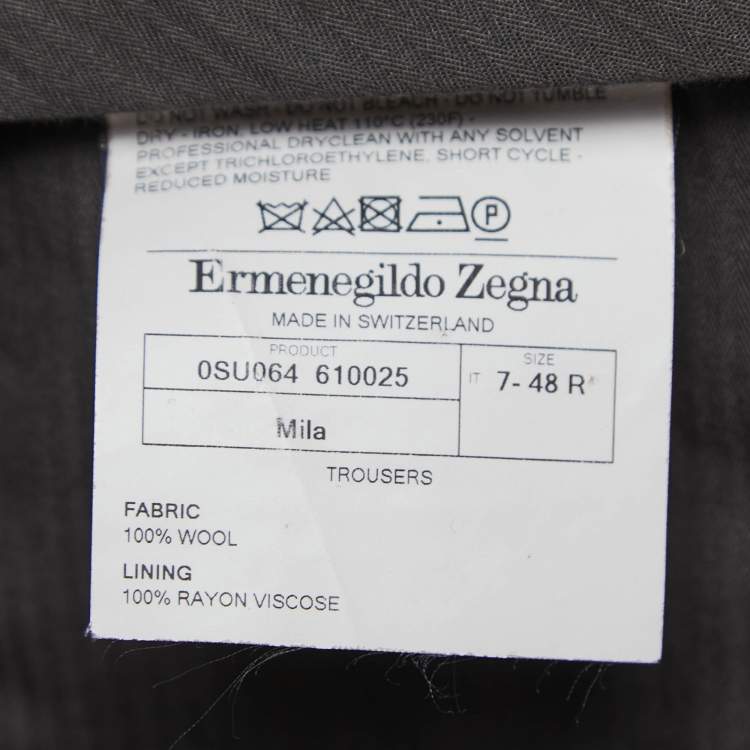 DO NOT WASH - DO NOT BLEACH - DO NOT TUMBLE
DRY - IRON, LOW HEAT 110°C (230F) -
PROFESSIONAL DRYCLEAN WITH ANY SOLVENT
EXCEPT TRICHLOROETHYLENE, SHORT CYCLE -
REDUCED MOISTURE
P
Ermenegildo Zegna
MADE IN SWITZERLAND
PRODUCT
0SU064 610025
SIZE
IT 7- 48 R
Mila
TROUSERS
FABRIC
100% WOOL
LINING
100% RAYON VISCOSE